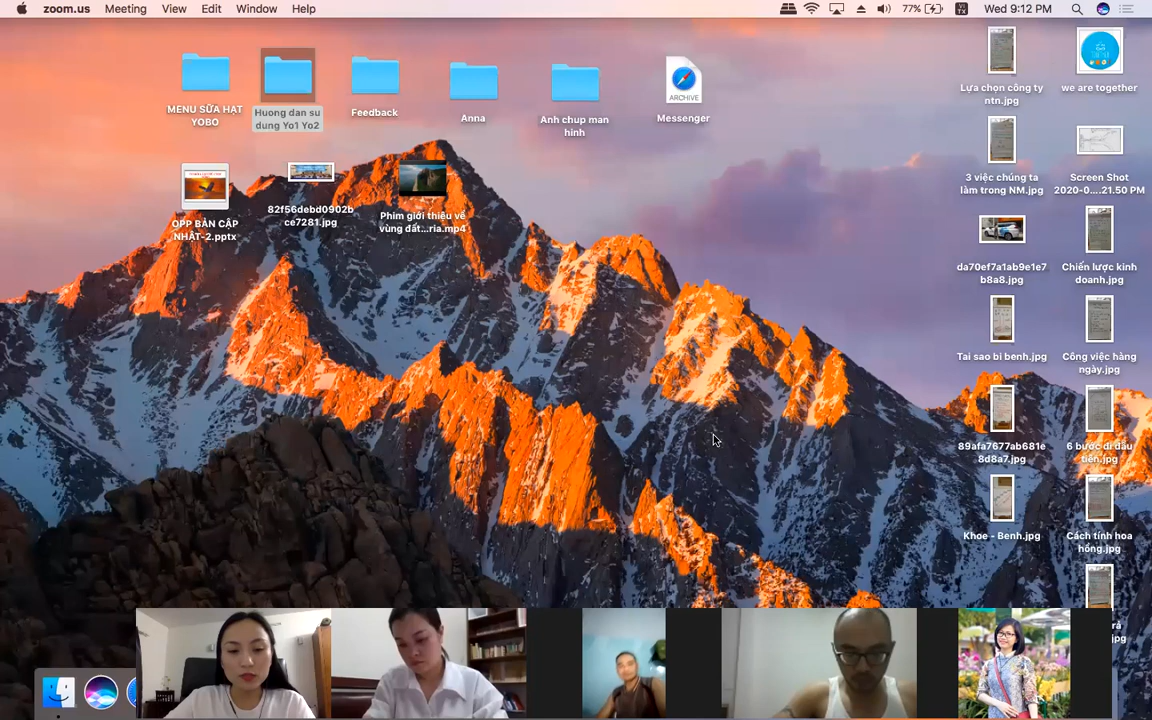 zoom.us Meeting View Edit Window Help
77% VI TX Wed 9:12 PM
MENU SỮA HẠT
YOBO
Huong dan su
dung Yo1 Yo2
Feedback
Anna
Anh chup man
hinh
ARCHIVE
Messenger
Lựa chọn công ty
ntn.jpg
we are together
OPP BẢN CẬP
NHẬT-2.pptx
82f56debd0902b
ce7281.jpg
Phim giới thiệu về
vùng đất...ria.mp4
3 việc chúng ta
làm trong NM.jpg
Screen Shot
2020-0....21.50 PM
da70ef7a1ab9e1e7
b8a8.jpg
Chiến lược kinh
doanh.jpg
Tai sao bi benh.jpg
Công việc hàng
ngày.jpg
89afa7677ab681e
8d8a7.jpg
6 bước đi đầu
tiên.jpg
Khoe - Benh.jpg
Cách tính hoa
hồng.jpg